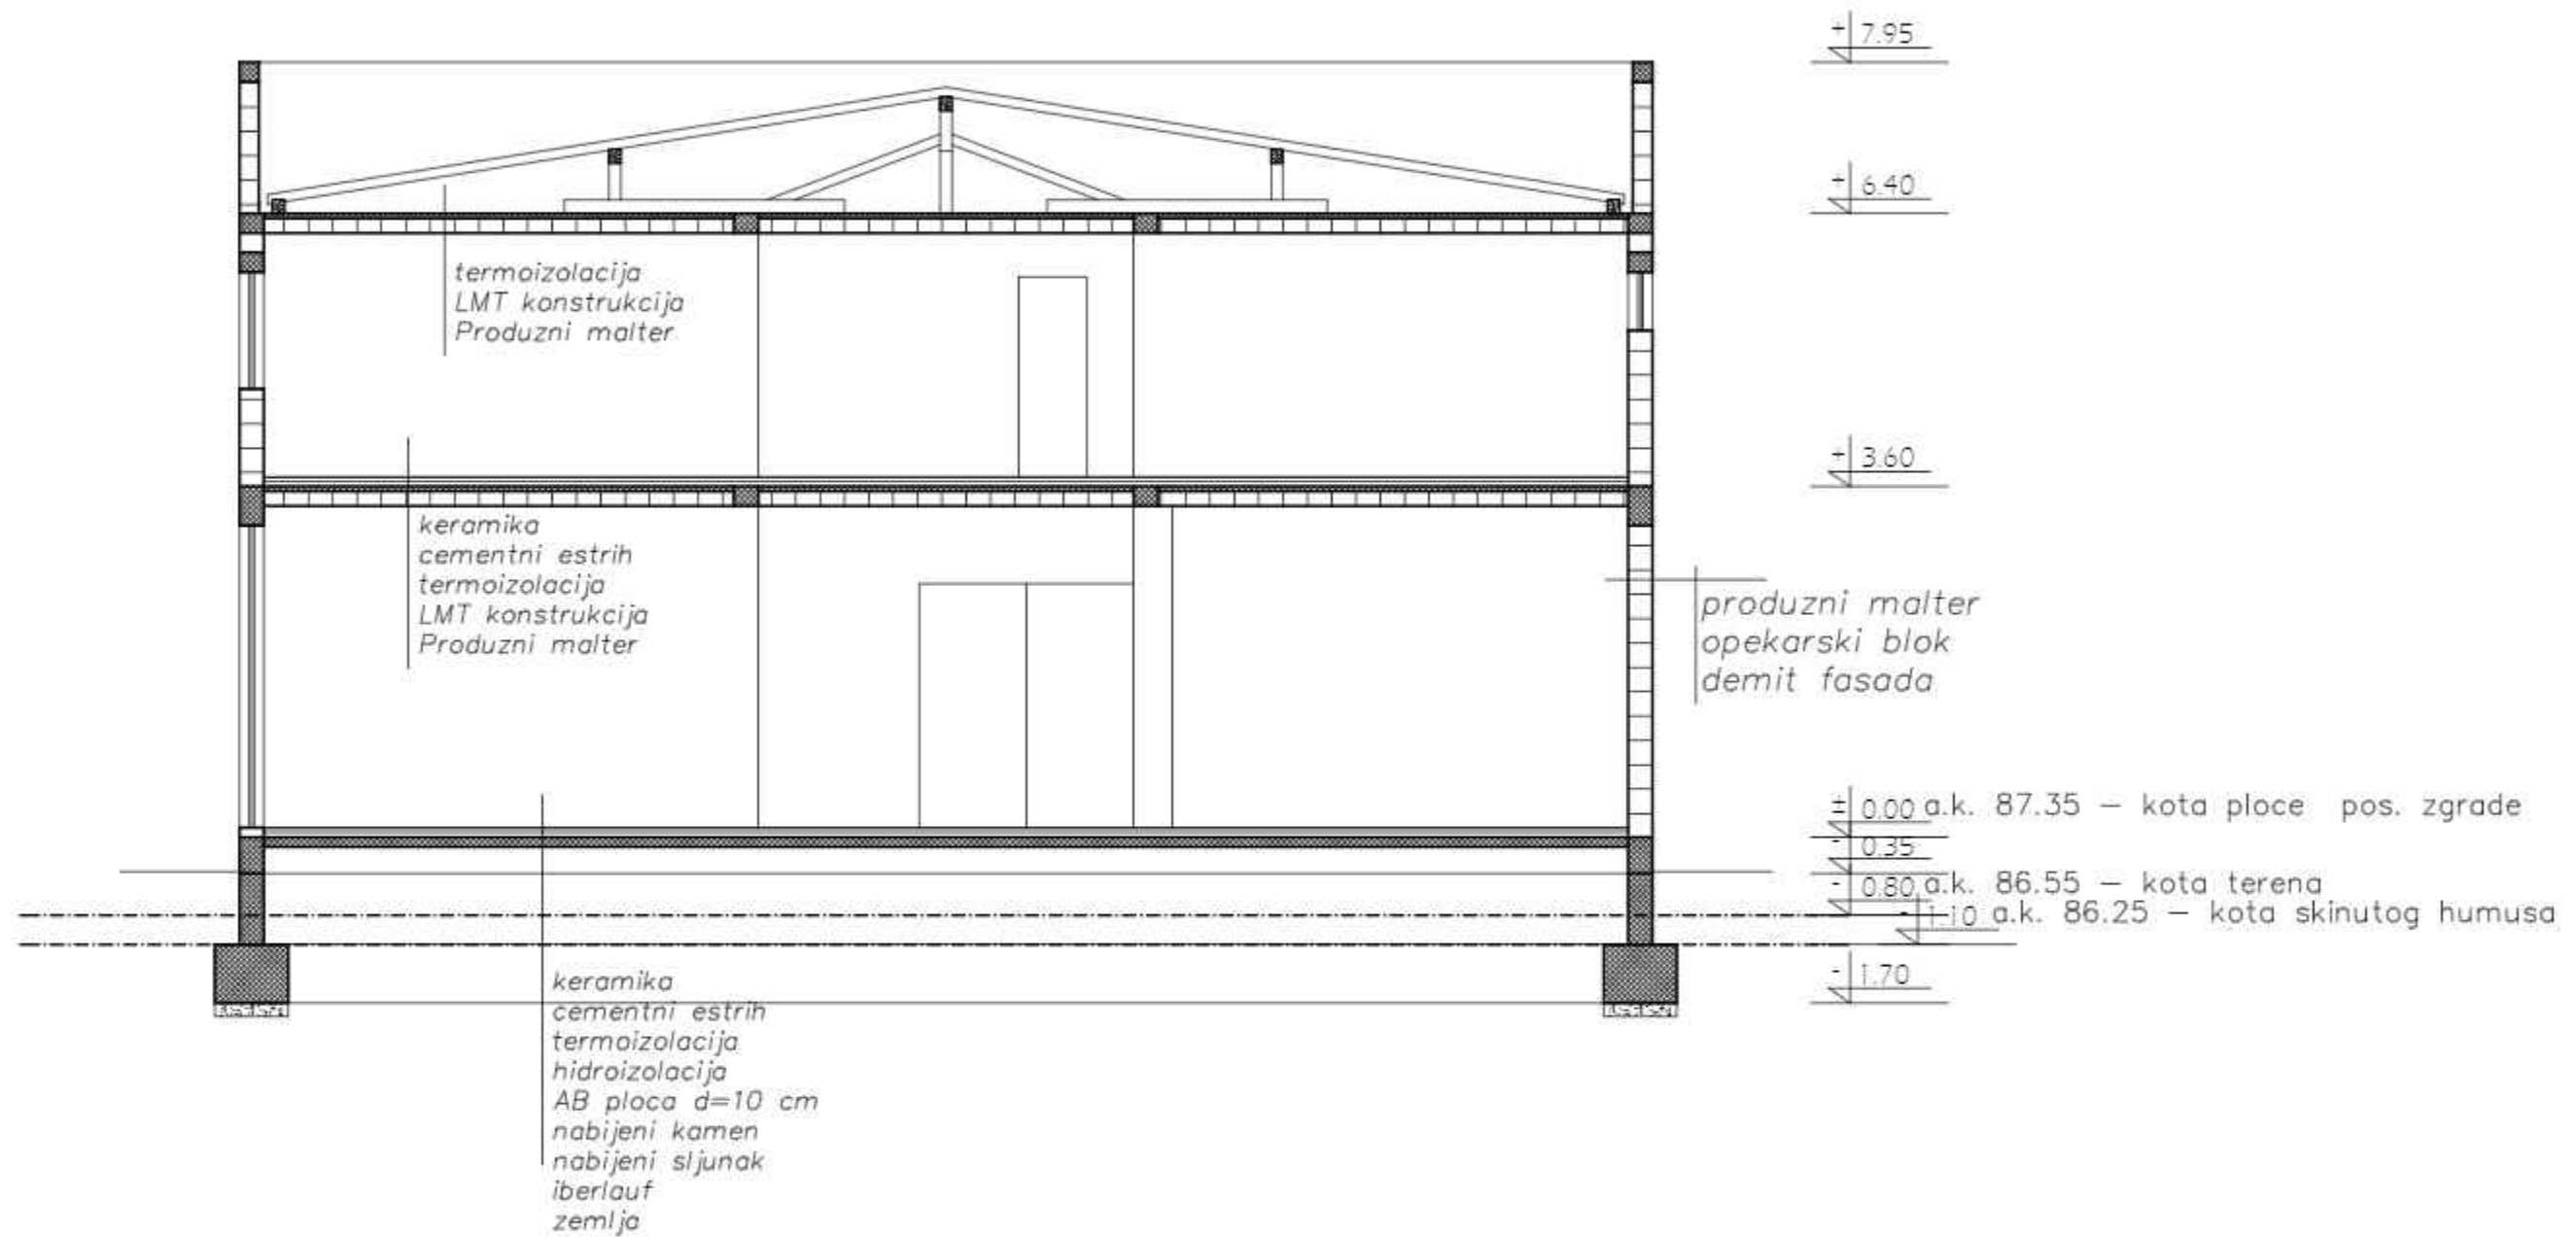 + 7.95
+ 6.40
termoizolacija
LMT konstrukcija
Produzni malter
+ 3.60
keramika
cementni estrih
termoizolacija
LMT konstrukcija
Produzni malter
produzni malter
opekarski blok
demit fasada
± 0.00 a.k. 87.35 – kota ploce pos. zgrade
- 0.35
- 0.80 a.k. 86.55 – kota terena
- 1.10 a.k. 86.25 – kota skinutog humusa
- 1.70
keramika
cementni estrih
termoizolacija
hidroizolacija
AB ploca d=10 cm
nabijeni kamen
nabijeni sljunak
iberlauf
zemlja